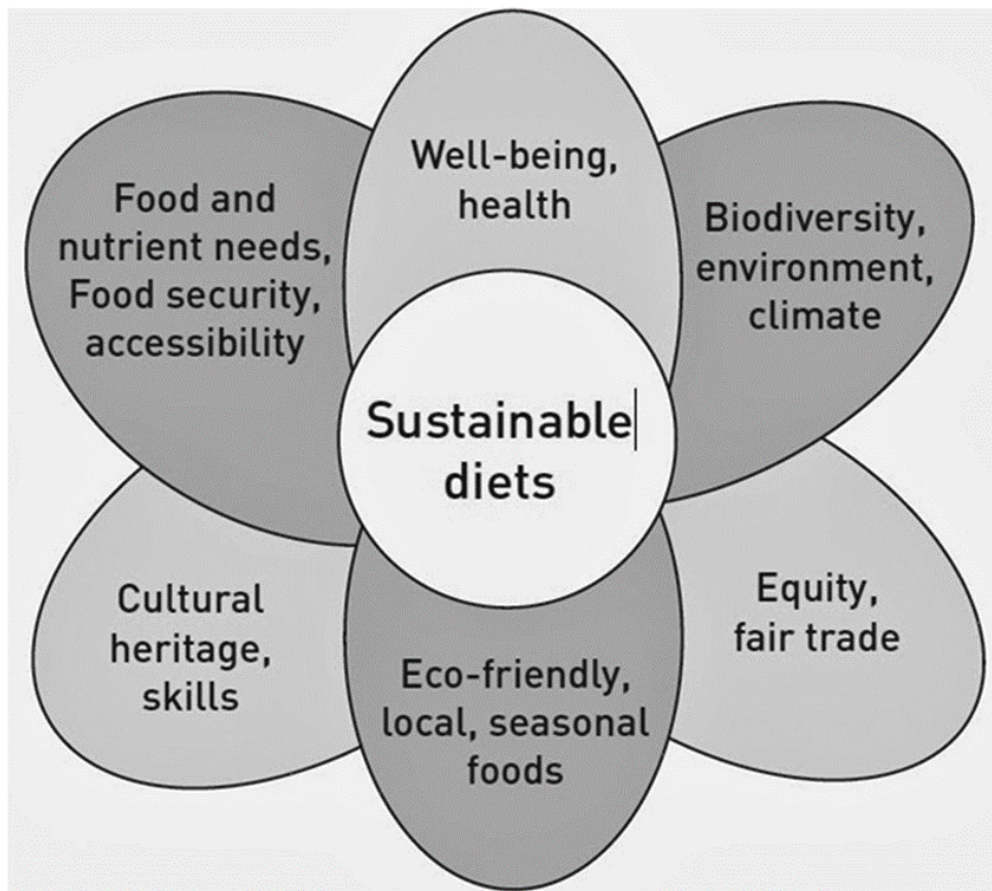 Well-being,
health
Food and
nutrient needs,
Food security,
accessibility
Biodiversity,
environment,
climate
Sustainable
diets
Cultural
heritage,
skills
Equity,
fair trade
Eco-friendly,
local, seasonal
foods